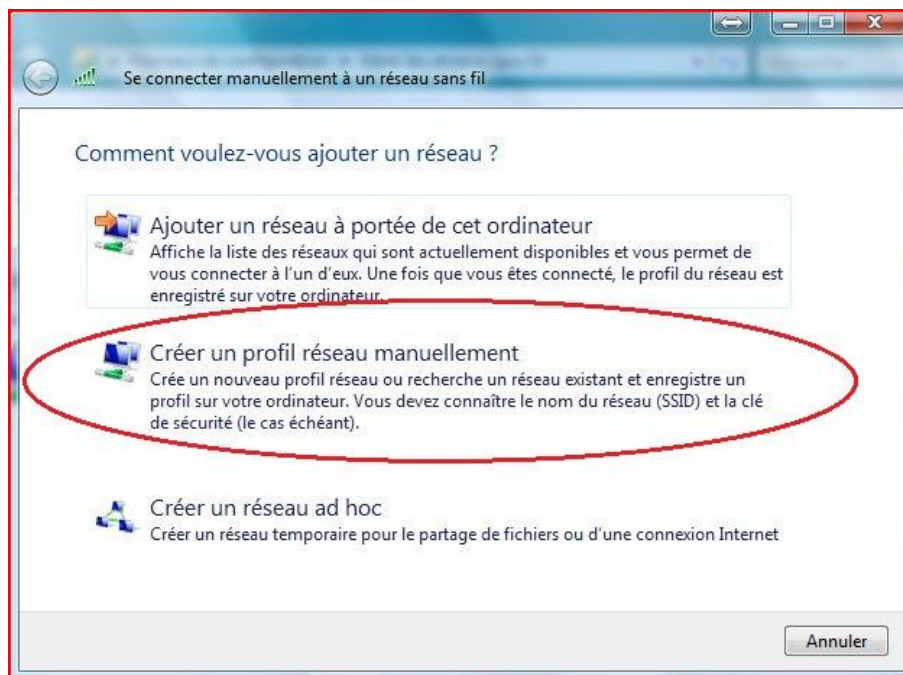 Se connecter manuellement à un réseau sans fil
Comment voulez-vous ajouter un réseau ?
Ajouter un réseau à portée de cet ordinateur
Affiche la liste des réseaux qui sont actuellement disponibles et vous permet de
vous connecter à l'un d'eux. Une fois que vous êtes connecté, le profil du réseau est
enregistré sur votre ordinateur.
Créer un profil réseau manuellement
Crée un nouveau profil réseau ou recherche un réseau existant et enregistre un
profil sur votre ordinateur. Vous devez connaître le nom du réseau (SSID) et la clé
de sécurité (le cas échéant).
Créer un réseau ad hoc
Créer un réseau temporaire pour le partage de fichiers ou d'une connexion Internet
Annuler